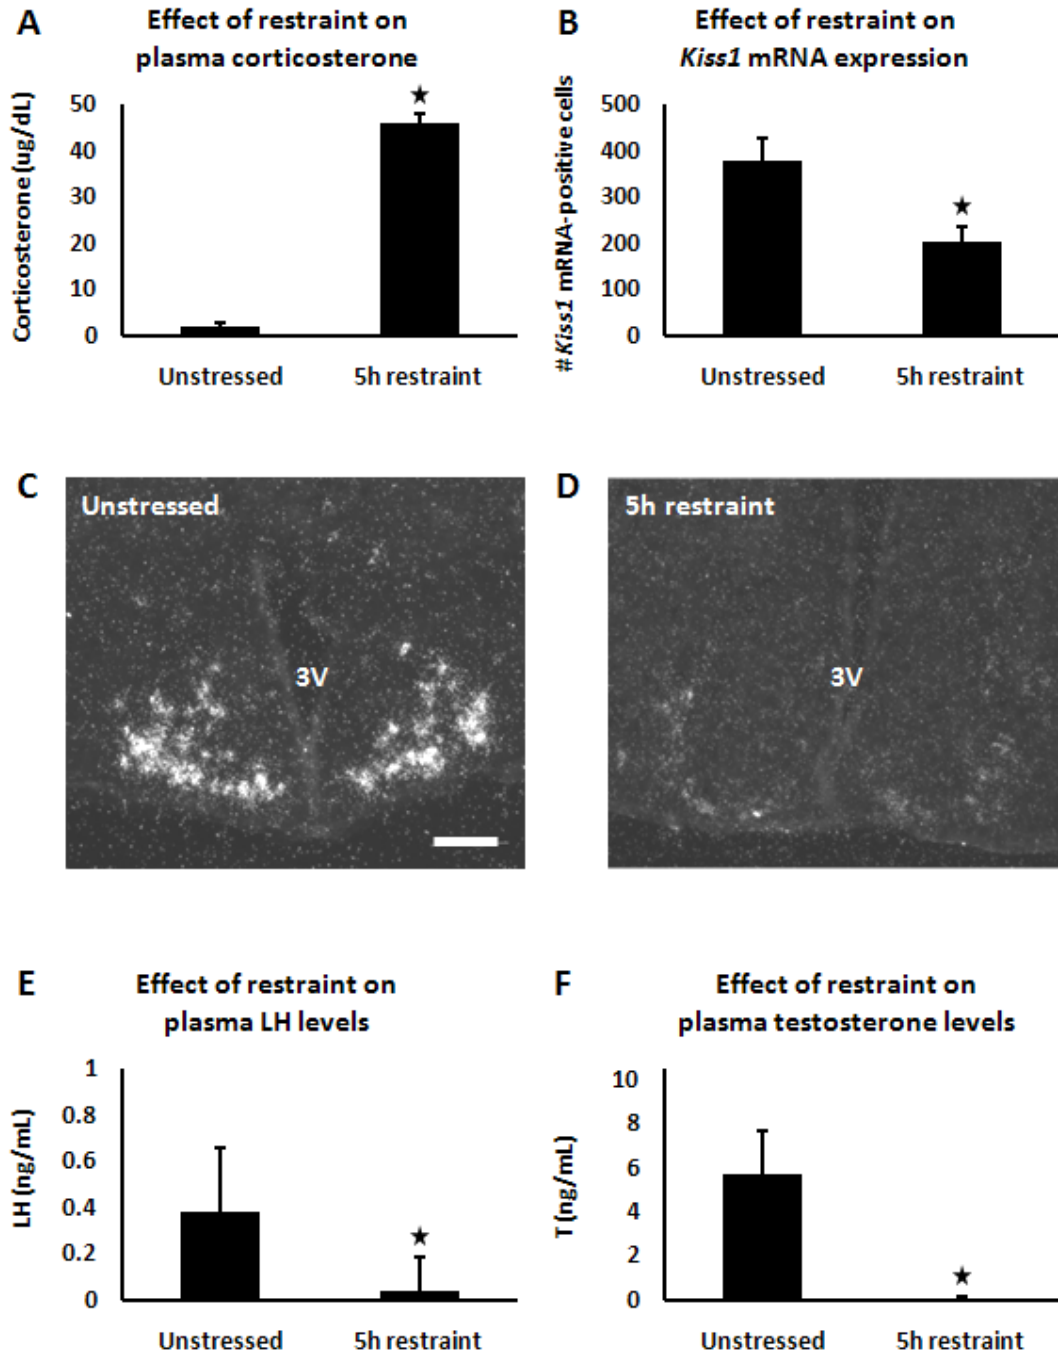 A
Effect of restraint on
plasma corticosterone
Corticosterone (ug/dL)
50
40
30
20
10
0
★
Unstressed
5h restraint
B
Effect of restraint on
Kiss1 mRNA expression
#Kiss1 mRNA-positive cells
500
400
300
200
100
0
★
Unstressed
5h restraint
C
Unstressed
3V
D
5h restraint
3V
E
Effect of restraint on
plasma LH levels
LH (ng/mL)
1
0.8
0.6
0.4
0.2
0
★
Unstressed
5h restraint
F
Effect of restraint on
plasma testosterone levels
T (ng/mL)
10
8
6
4
2
0
★
Unstressed
5h restraint